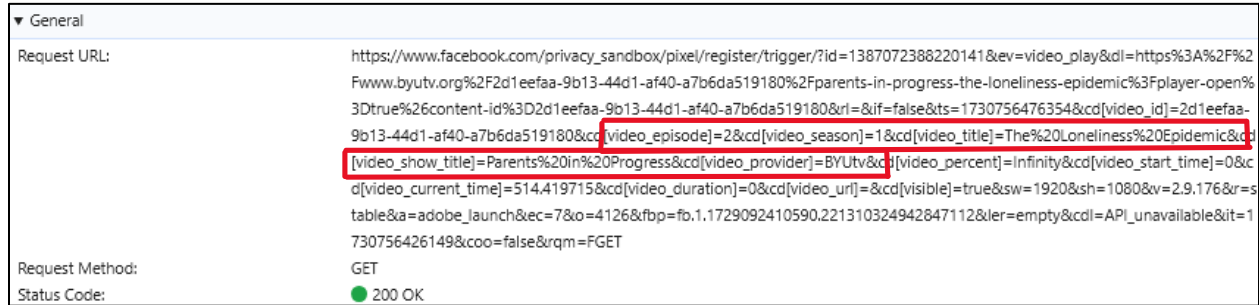 ▼ General
Request URL: https://www.facebook.com/privacy_sandbox/pixel/register/trigger/?id=1387072388220141&ev=video_play&dl=https%3A%2F%2
Fwww.byutv.org%2F2d1eefaa-9b13-44d1-af40-a7b6da519180%2Fparents-in-progress-the-loneliness-epidemic%3Fplayer-open%
3Dtrue%26content-id%3D2d1eefaa-9b13-44d1-af40-a7b6da519180&rl=&if=false&ts=1730756476354&cd[video_id]=2d1eefaa-
9b13-44d1-af40-a7b6da519180&cd[video_episode]=2&cd[video_season]=1&cd[video_title]=The%20Loneliness%20Epidemic&cd
[video_show_title]=Parents%20in%20Progress&cd[video_provider]=BYUtv&cd[video_percent]=Infinity&cd[video_start_time]=0&c
d[video_current_time]=514.419715&cd[video_duration]=0&cd[video_url]=&cd[visible]=true&sw=1920&sh=1080&v=2.9.176&r=s
table&a=adobe_launch&ec=7&o=4126&fbp=fb.1.1729092410590.221310324942847112&ler=empty&cdl=API_unavailable&it=1
730756426149&coo=false&rqm=FGET
Request Method: GET
Status Code: 200 OK